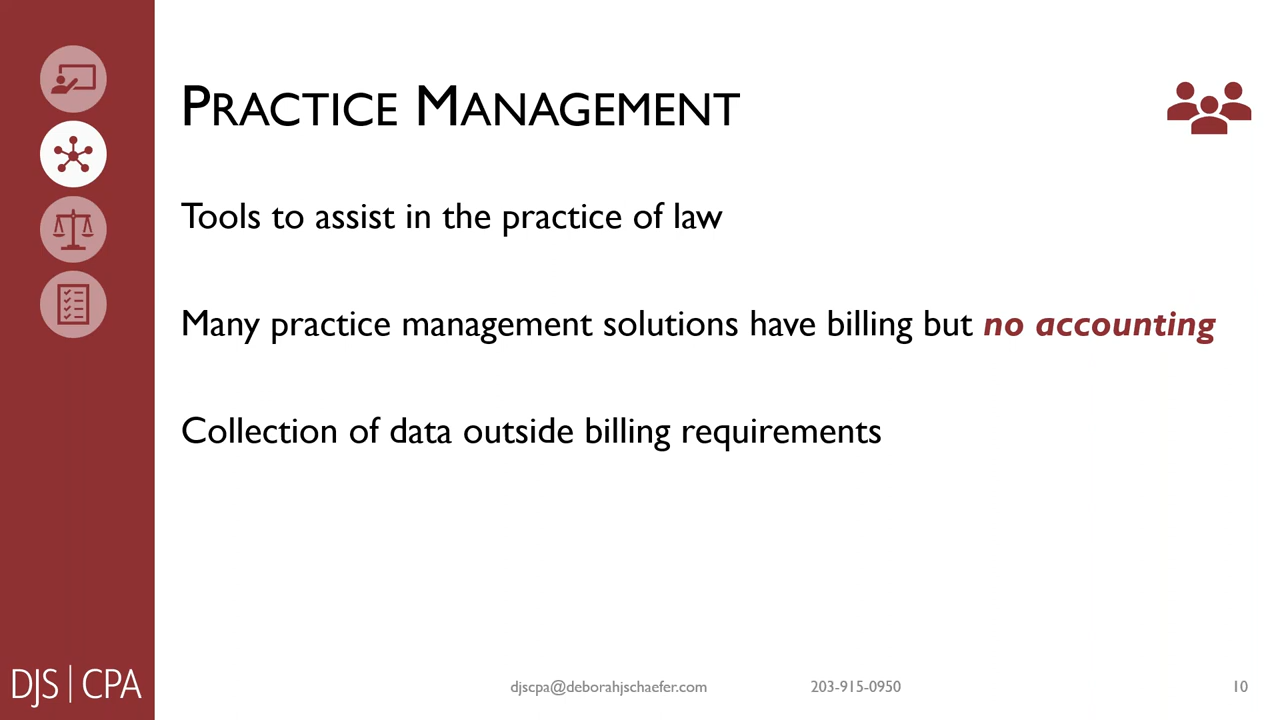 PRACTICE MANAGEMENT
Tools to assist in the practice of law
Many practice management solutions have billing but no accounting
Collection of data outside billing requirements
DJS|CPA
djscpa@deborahjschaefer.com
203-915-0950
10